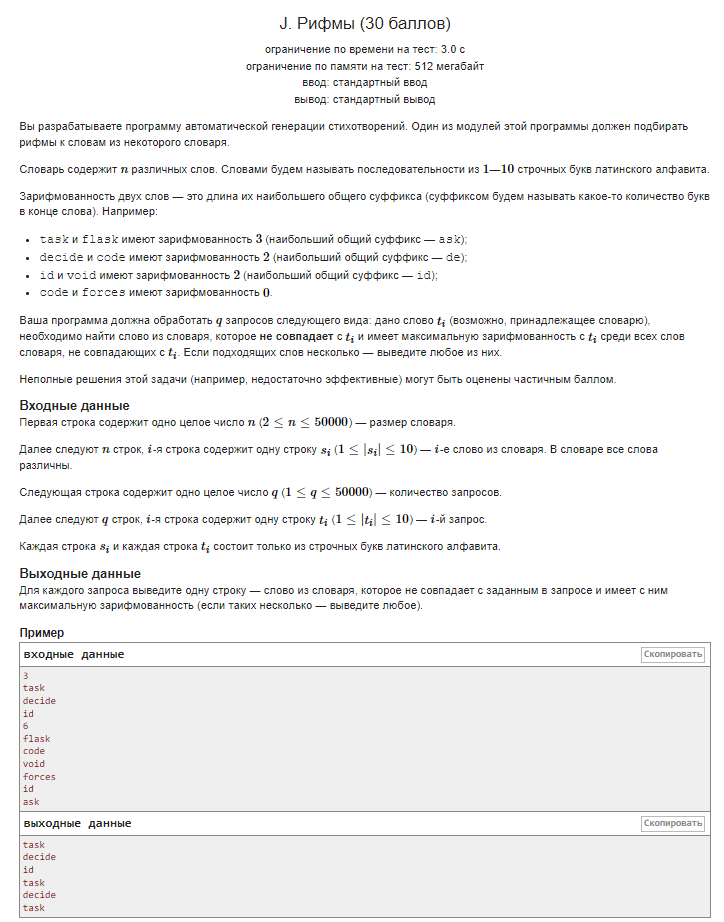 J. Рифмы (30 баллов)
ограничение по времени на тест: 3.0 с
ограничение по памяти на тест: 512 мегабайт
ввод: стандартный ввод
вывод: стандартный вывод
Вы разрабатываете программу автоматической генерации стихотворений. Один из модулей этой программы должен подбирать
рифмы к словам из некоторого словаря.
Словарь содержит n различных слов. Словами будем называть последовательности из 1—10 строчных букв латинского алфавита.
Зарифмованность двух слов — это длина их наибольшего общего суффикса (суффиксом будем называть какое-то количество букв
в конце слова). Например:
• task и flask имеют зарифмованность 3 (наибольший общий суффикс — ask);
• decide и code имеют зарифмованность 2 (наибольший общий суффикс — de);
• id и void имеют зарифмованность 2 (наибольший общий суффикс — id);
• code и forces имеют зарифмованность 0.
Ваша программа должна обработать q запросов следующего вида: дано слово t_i (возможно, принадлежащее словарю),
необходимо найти слово из словаря, которое не совпадает с t_i и имеет максимальную зарифмованность с t_i среди всех слов
словаря, не совпадающих с t_i. Если подходящих слов несколько — выведите любое из них.
Неполные решения этой задачи (например, недостаточно эффективные) могут быть оценены частичным баллом.
Входные данные
Первая строка содержит одно целое число n (2 ≤ n ≤ 50000) — размер словаря.
Далее следуют n строк, i-я строка содержит одну строку s_i (1 ≤ |s_i| ≤ 10) — i-е слово из словаря. В словаре все слова
различны.
Следующая строка содержит одно целое число q (1 ≤ q ≤ 50000) — количество запросов.
Далее следуют q строк, i-я строка содержит одну строку t_i (1 ≤ |t_i| ≤ 10) — i-й запрос.
Каждая строка s_i и каждая строка t_i состоит только из строчных букв латинского алфавита.
Выходные данные
Для каждого запроса выведите одну строку — слово из словаря, которое не совпадает с заданным в запросе и имеет с ним
максимальную зарифмованность (если таких несколько — выведите любое).
Пример
входные данные Скопировать
3
task
decide
id
6
flask
code
void
forces
id
ask
выходные данные Скопировать
task
decide
id
task
decide
task